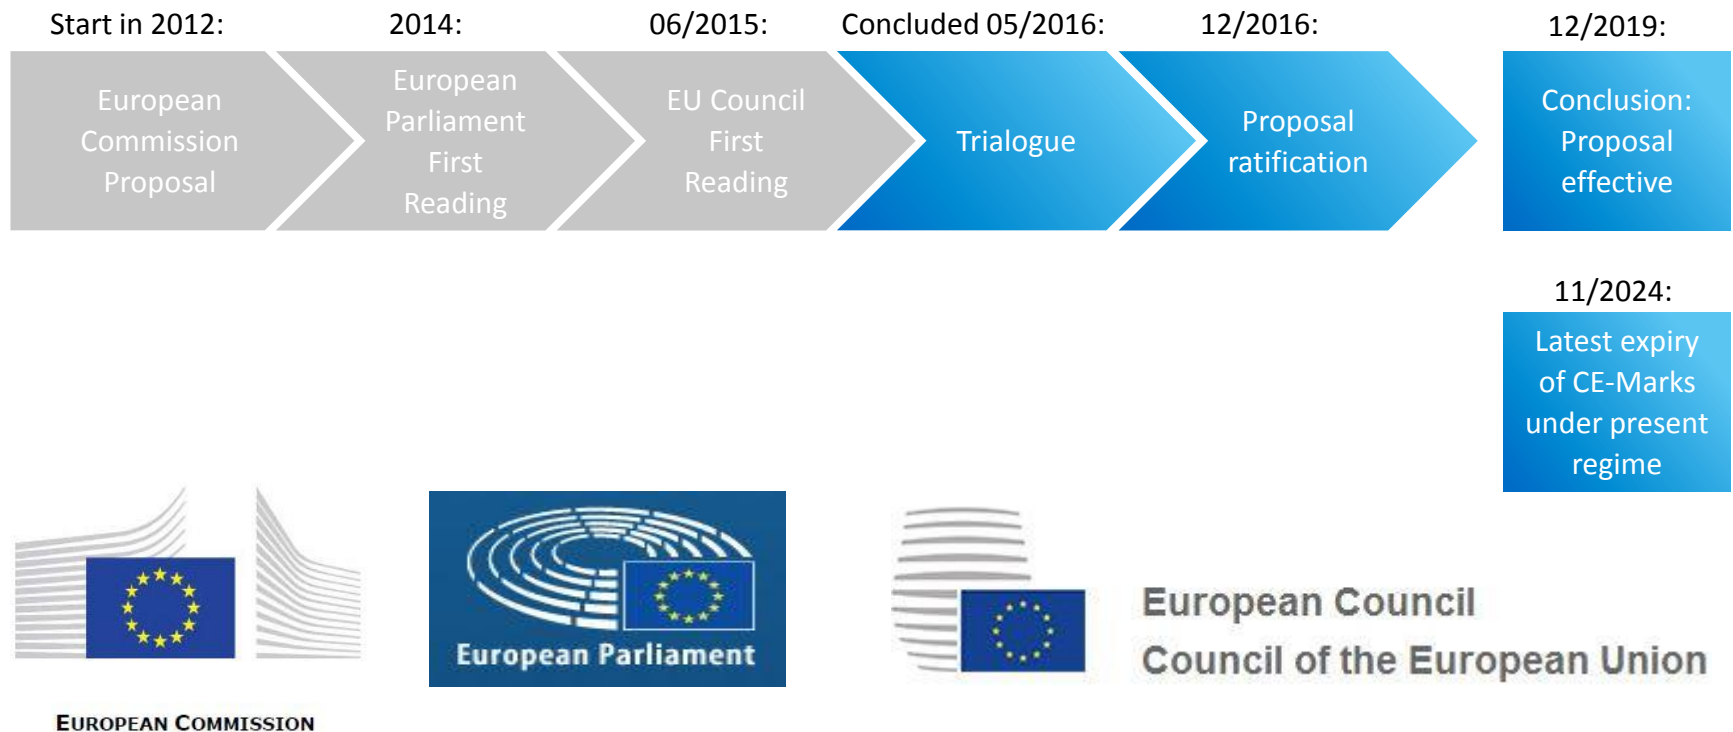 Start in 2012:
2014:
06/2015:
Concluded 05/2016:
12/2016:
12/2019:
European
Commission
Proposal
European
Parliament
First
Reading
EU Council
First
Reading
Trialogue
Proposal
ratification
Conclusion:
Proposal
effective
11/2024:
Latest expiry
of CE-Marks
under present
regime
European Parliament
European Council
Council of the European Union
EUROPEAN COMMISSION